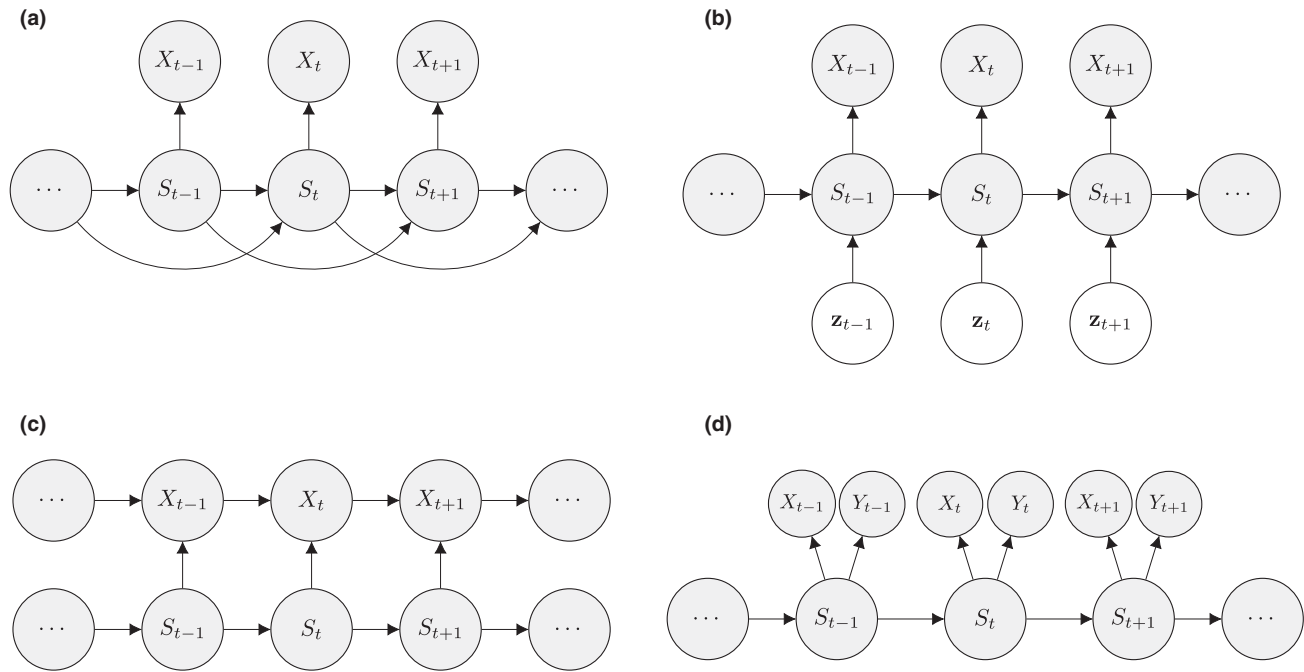 (a)
X_{t−1} X_t X_{t+1}
··· S_{t−1} S_t S_{t+1} ···
(b)
X_{t−1} X_t X_{t+1}
··· S_{t−1} S_t S_{t+1} ···
z_{t−1} z_t z_{t+1}
(c)
··· X_{t−1} X_t X_{t+1} ···
··· S_{t−1} S_t S_{t+1} ···
(d)
X_{t−1} Y_{t−1} X_t Y_t X_{t+1} Y_{t+1}
··· S_{t−1} S_t S_{t+1} ···